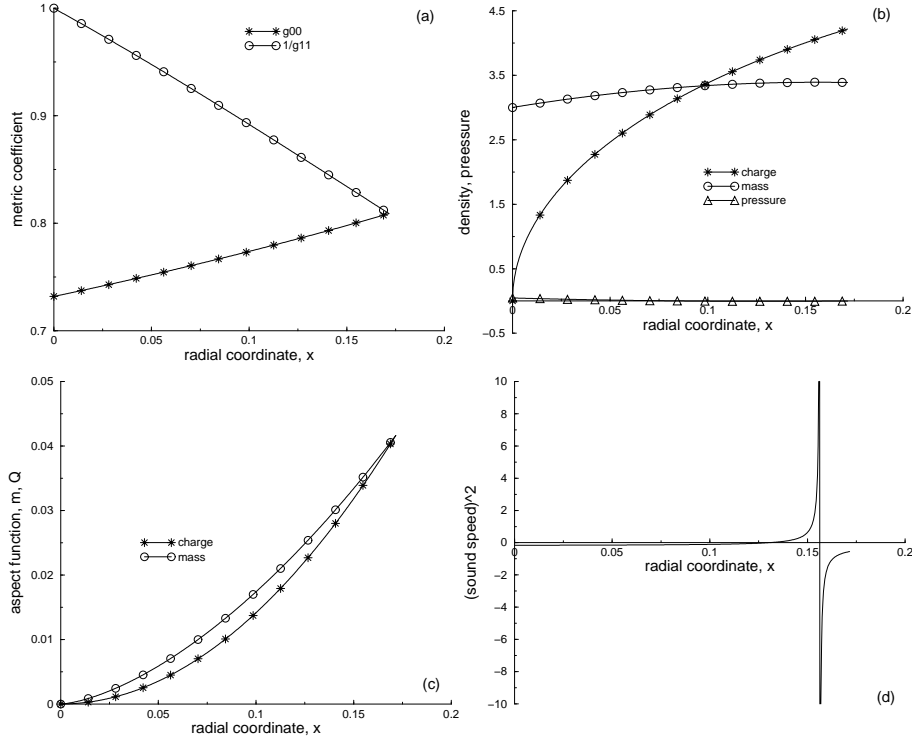 (a)
g00
1/g11
metric coefficient
1
0.9
0.8
0.7
0
0.05
0.1
0.15
0.2
radial coordinate, x
(b)
charge
mass
pressure
density, preessure
7.5
5.5
3.5
1.5
−0.5
4.5
2.5
0.5
0
0.05
0.1
0.15
0.2
radial coordinate, x
(c)
charge
mass
aspect function, m, Q
0.05
0.04
0.03
0.02
0.01
0
0
0.05
0.1
0.15
0.2
radial coordinate, x
(d)
(sound speed)^2
10
8
6
4
2
0
−2
−4
−6
−8
−10
0
0.05
0.1
0.15
0.2
radial coordinate, x